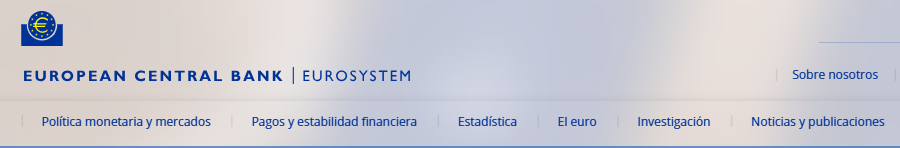 EUROPEAN CENTRAL BANK | EUROSYSTEM
Sobre nosotros
Política monetaria y mercados
Pagos y estabilidad financiera
Estadística
El euro
Investigación
Noticias y publicaciones